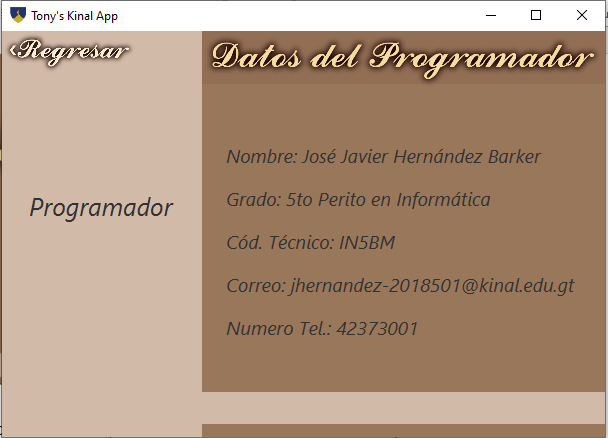 Tony's Kinal App
‹Regresar
Datos del Programador
Programador
Nombre: José Javier Hernández Barker
Grado: 5to Perito en Informática
Cód. Técnico: IN5BM
Correo: jhernandez-2018501@kinal.edu.gt
Numero Tel.: 42373001